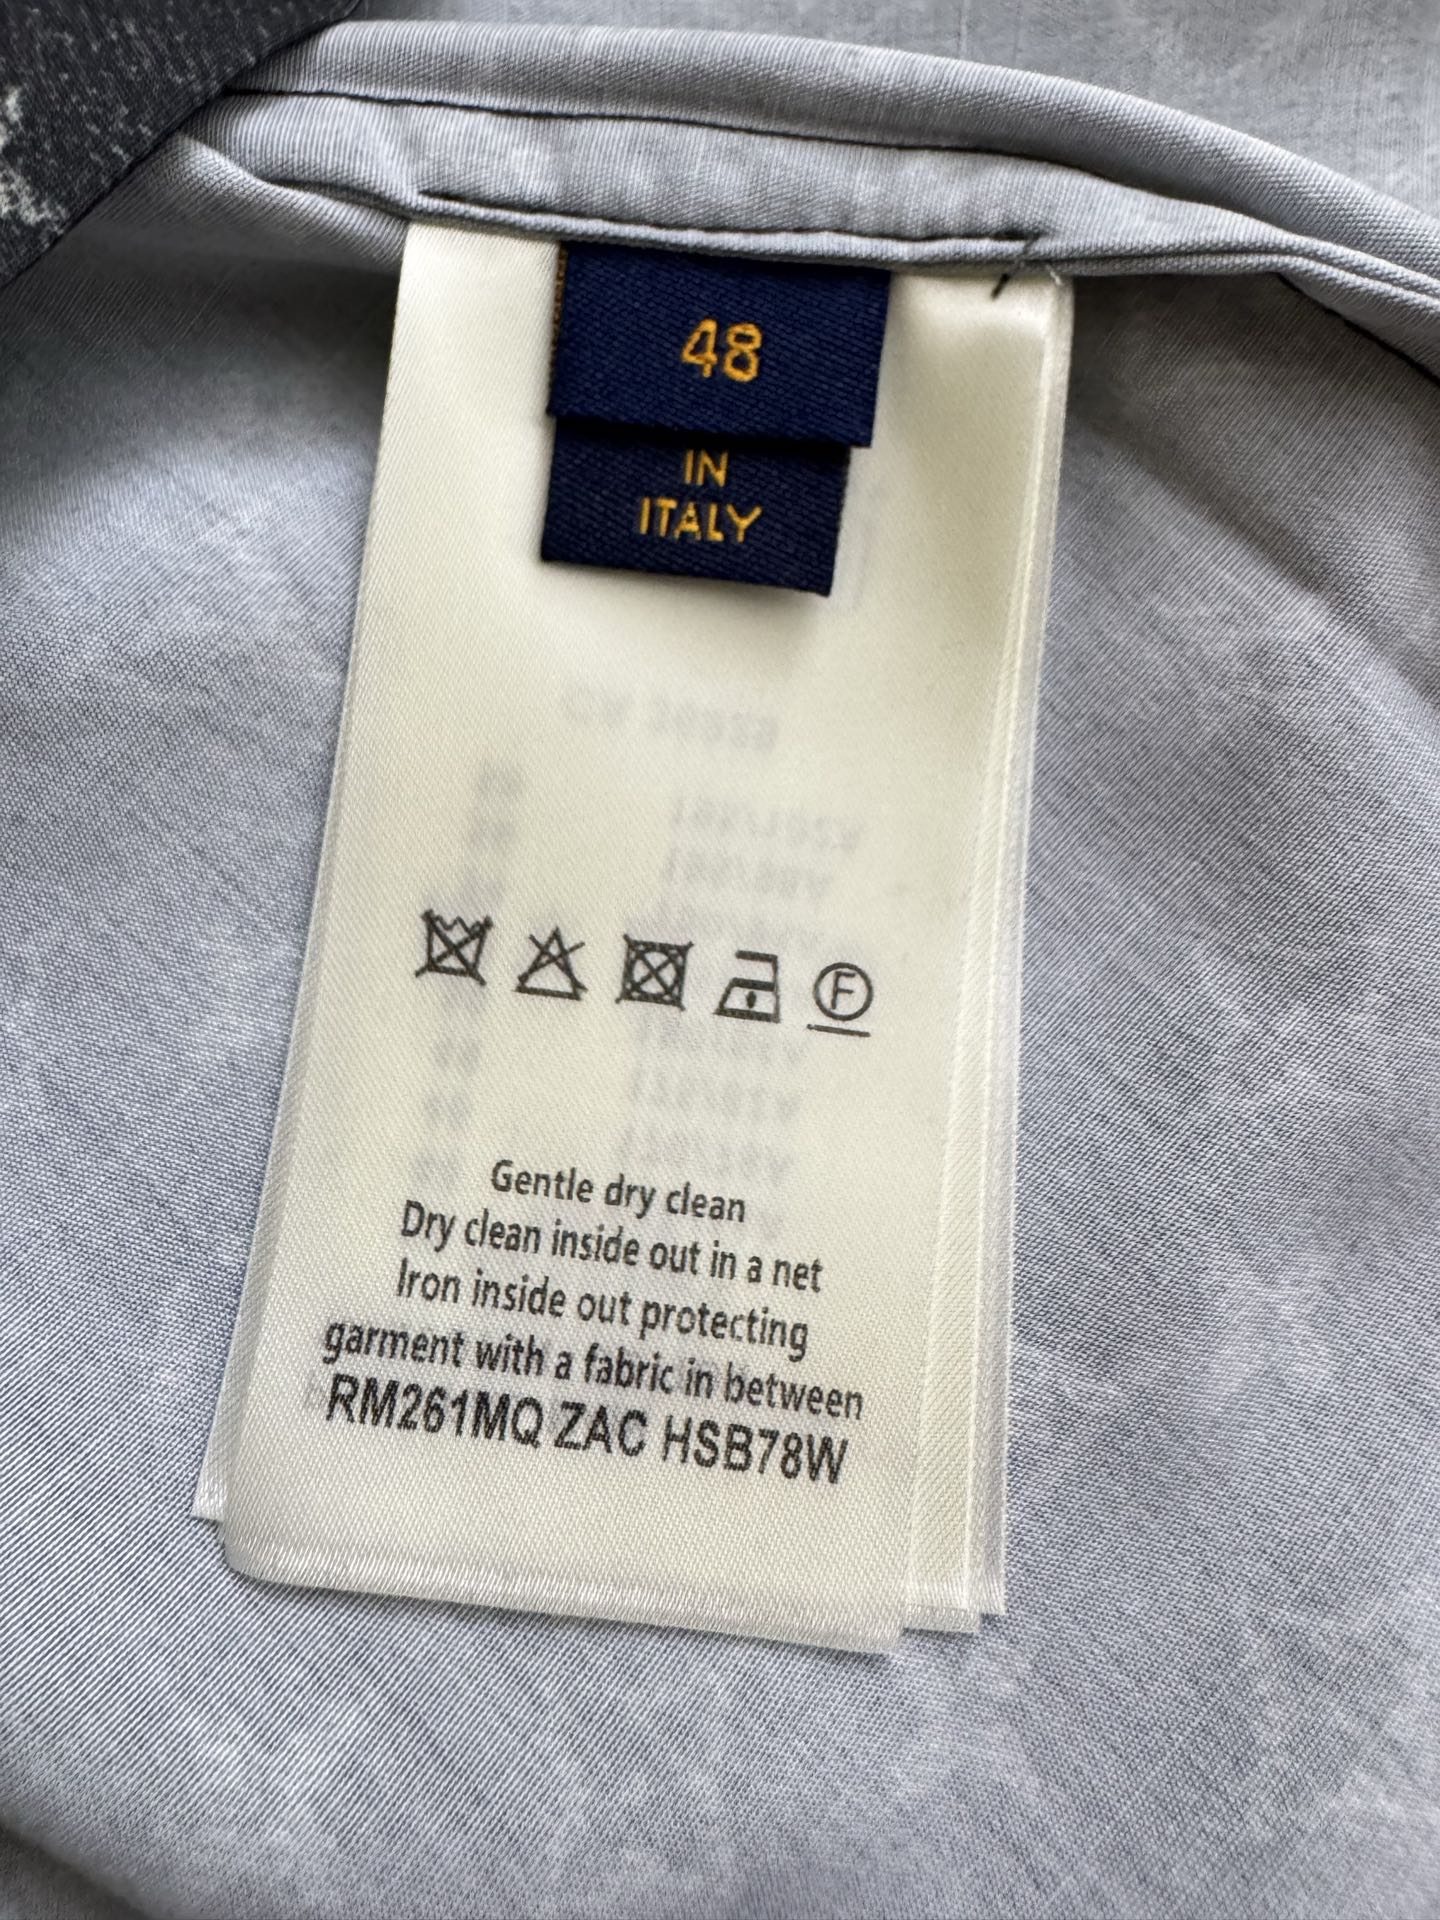 48
IN
ITALY
F
Gentle dry clean
Dry clean inside out in a net
Iron inside out protecting
garment with a fabric in between
RM261MQ ZAC HSB78W